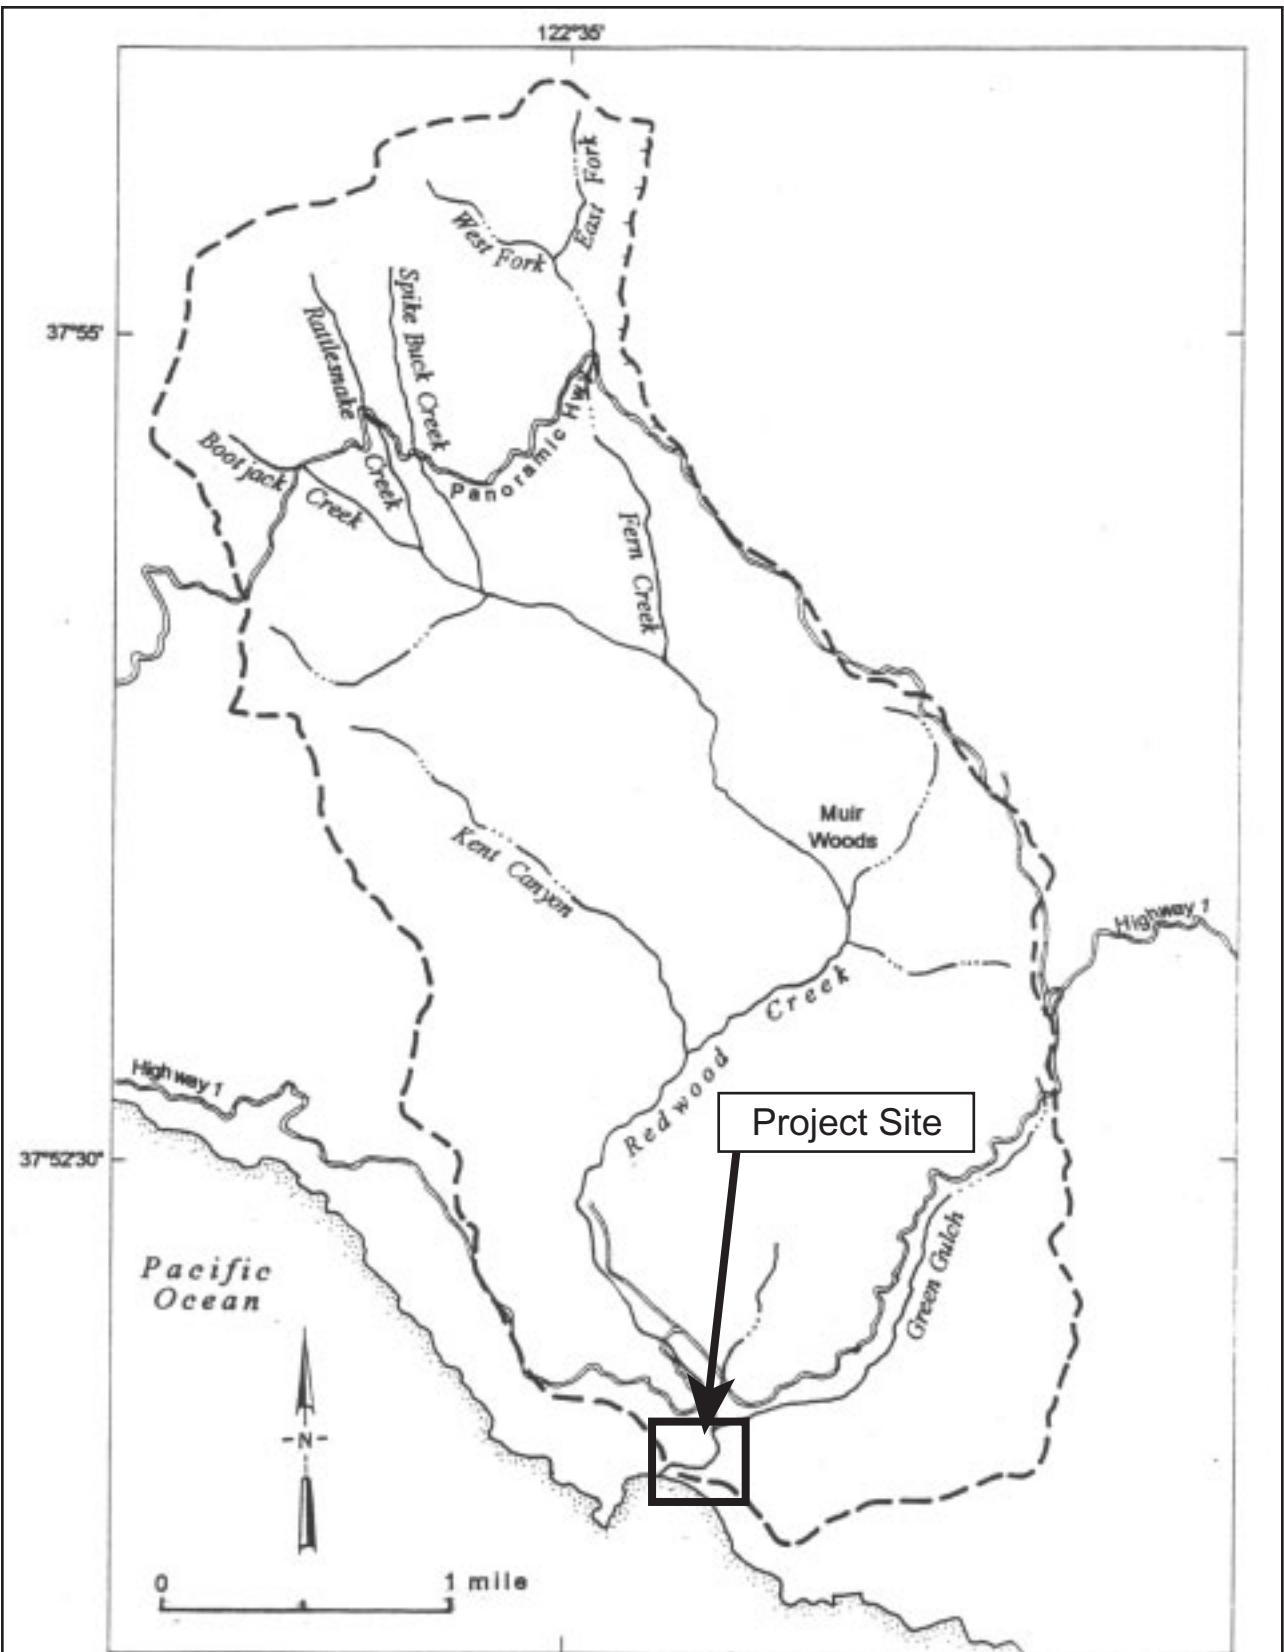 122°35'
East Fork
West Fork
37°55'
Spike Buck Creek
Rattlesnake
Creek
Bootjack
Creek
Panoramic Hwy
Fern Creek
Muir
Woods
Kent Canyon
Highway 1
Creek
Redwood
Highway 1
Project Site
37°52'30"
Green Gulch
Pacific
Ocean
-N-
0 1 mile